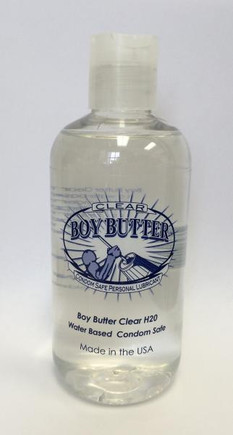 CLEAR
BOY BUTTER
CONDOM SAFE PERSONAL LUBRICANT
Boy Butter Clear H20
Water Based Condom Safe
Made in the USA